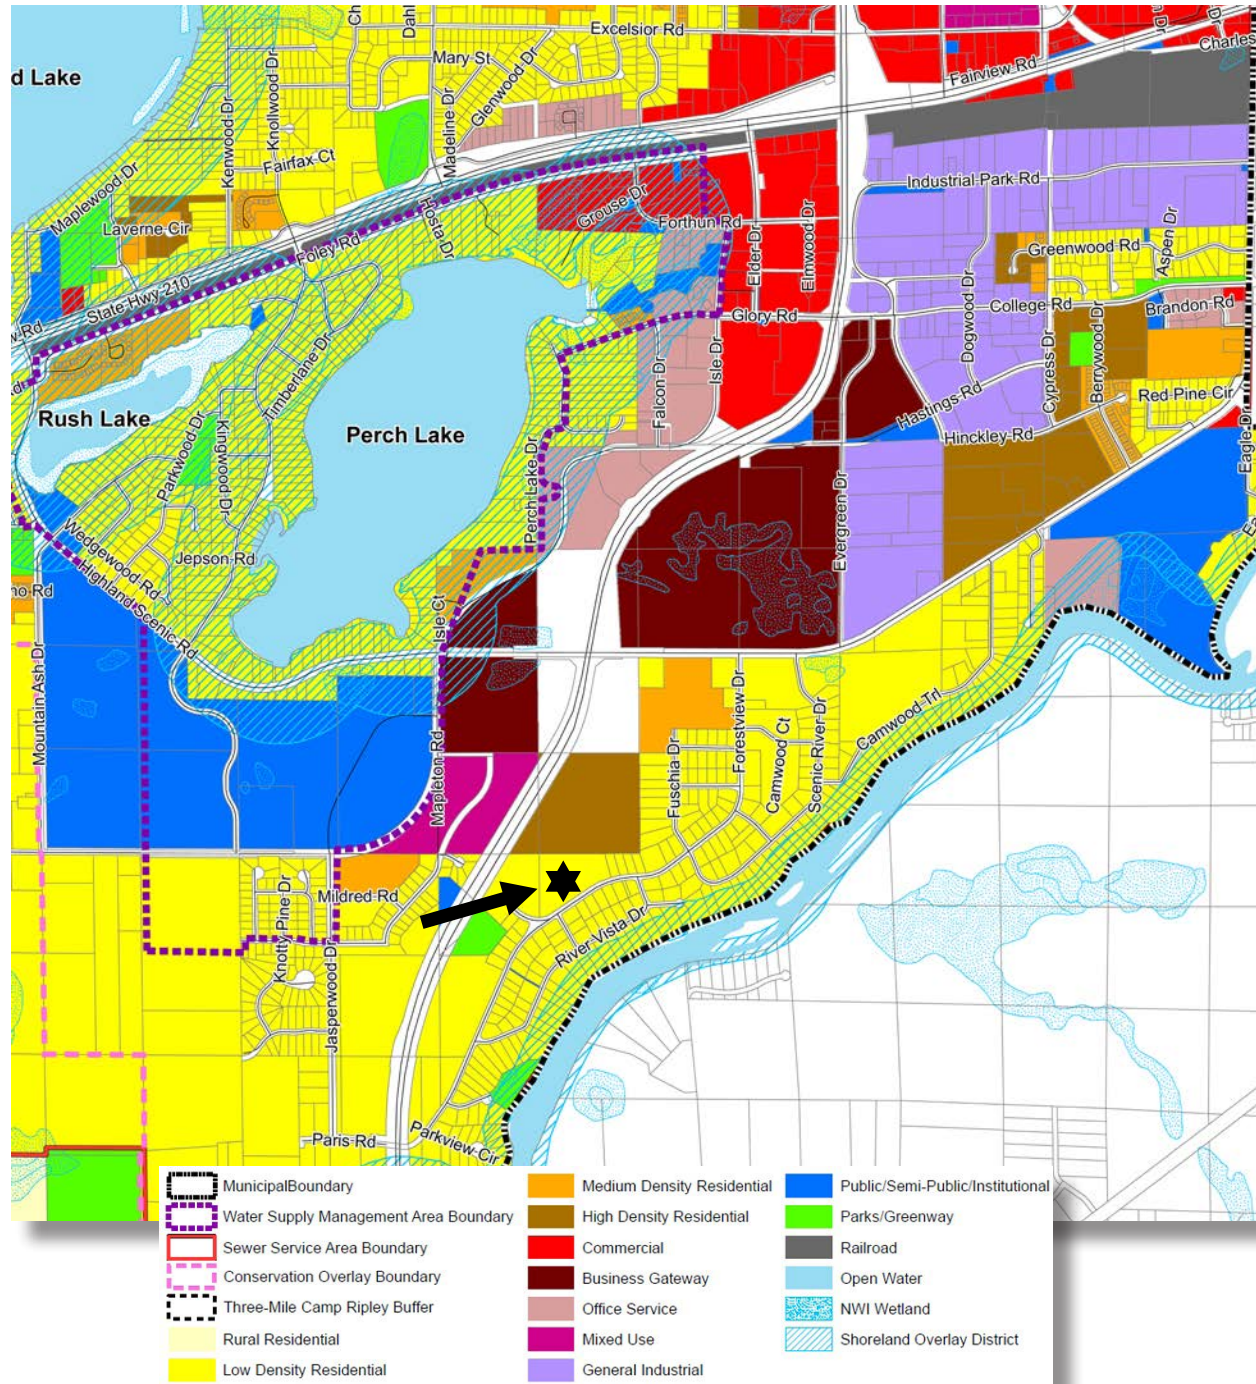 Excelsior Rd
Mary St
Glenwood Dr
Madeline Dr
Fairview Rd
Charles
d Lake
Kenwood Dr
Knollwood Dr
Fairfax Ct
Maplewood Dr
Laverne Cir
Foley Rd
State Hwy 210
Hosta Dr
Grouse Dr
Forthun Rd
Elder Dr
Elmwood Dr
Industrial Park Rd
Greenwood Rd
Aspen Dr
Dogwood Dr
College Rd
Brandon Rd
Glory Rd
Isle Dr
Falcon Dr
Timberlane Dr
Rush Lake
Perch Lake
Parkwood Dr
Kingwood Dr
Perch Lake Dr
Cypress Dr
Berrywood Dr
Hastings Rd
Hinckley Rd
Red Pine Cir
Eagle Dr
Evergreen Dr
Wedgewood Rd
Jepson Rd
Highland Scenic Rd
no Rd
Isle Ct
Mountain Ash Dr
Mapleton Rd
Fuschia Dr
Forestview Dr
Camwood Ct
Scenic River Dr
Camwood Trl
Mildred Rd
Knotty Pine Dr
Jasperwood Dr
River Vista Dr
Paris Rd
Parkview Cir
MunicipalBoundary
Water Supply Management Area Boundary
Sewer Service Area Boundary
Conservation Overlay Boundary
Three-Mile Camp Ripley Buffer
Rural Residential
Low Density Residential
Medium Density Residential
High Density Residential
Commercial
Business Gateway
Office Service
Mixed Use
General Industrial
Public/Semi-Public/Institutional
Parks/Greenway
Railroad
Open Water
NWI Wetland
Shoreland Overlay District